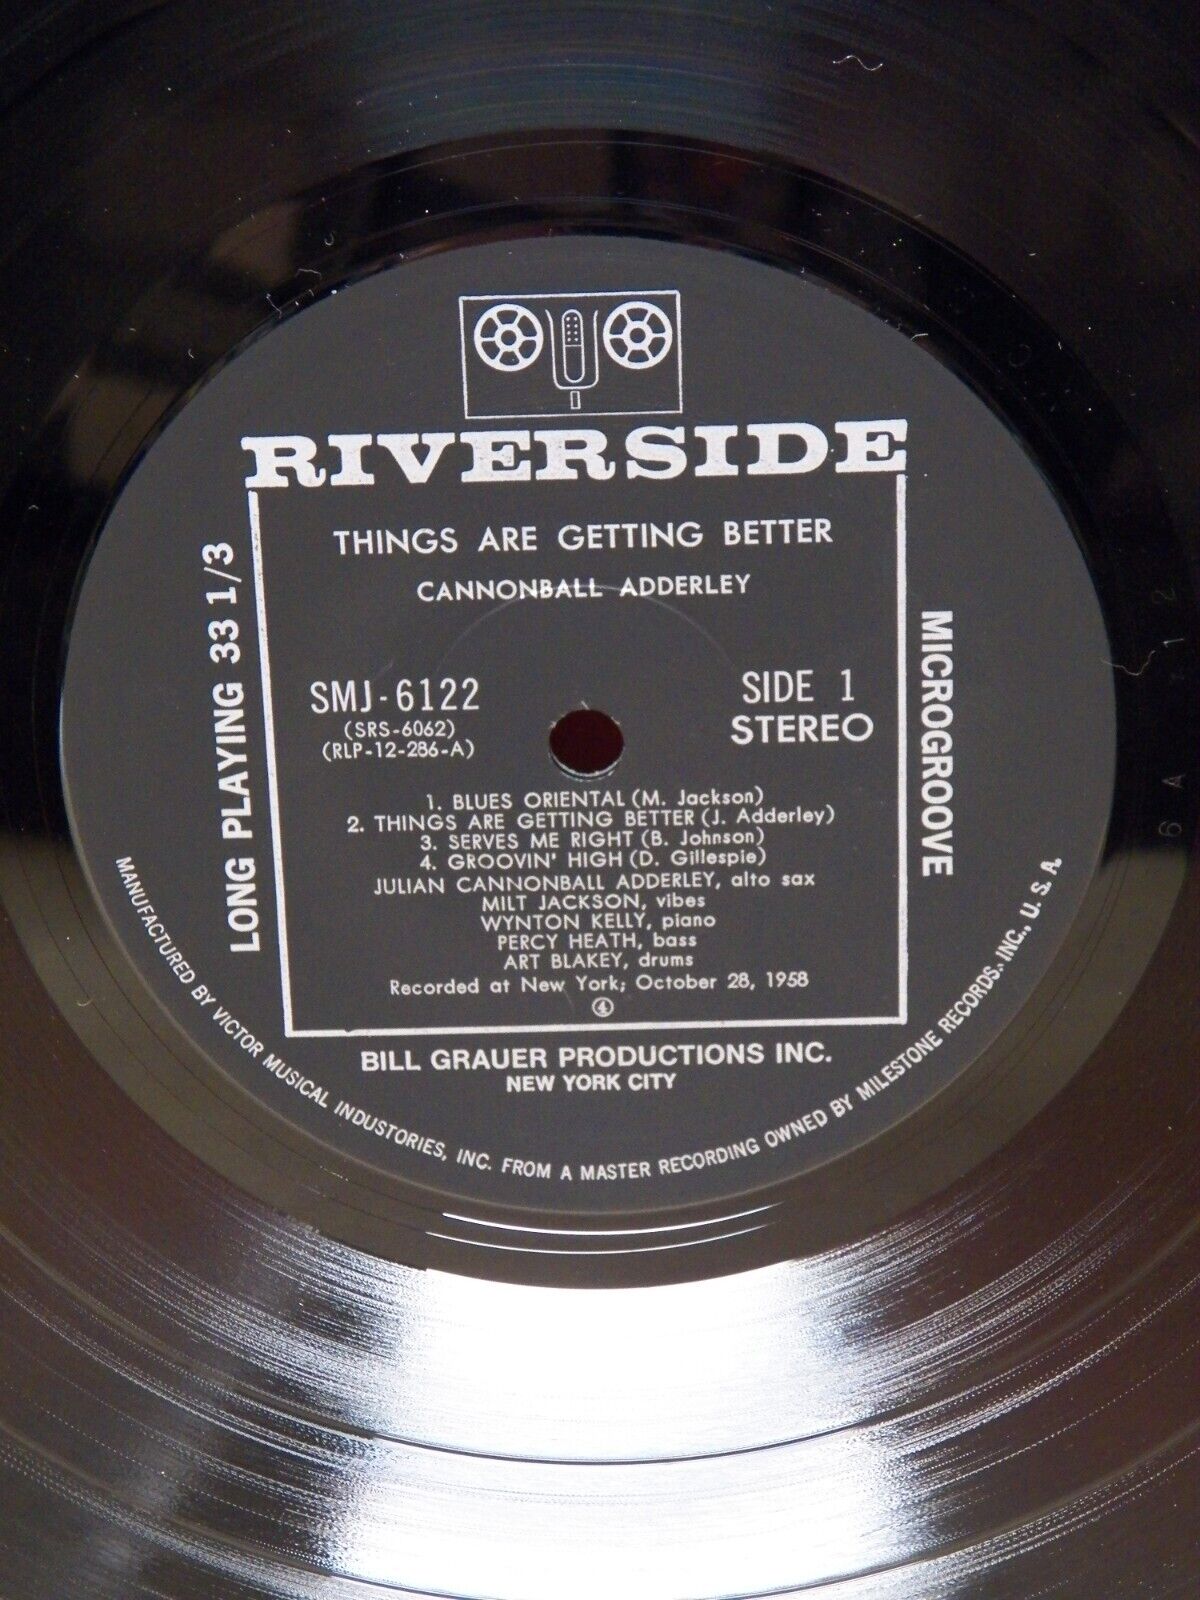 RIVERSIDE
THINGS ARE GETTING BETTER
CANNONBALL ADDERLEY
LONG PLAYING 33 1/3
MICROGROOVE
SMJ-6122
(SRS-6062)
(RLP-12-286-A)
SIDE 1
STEREO
1. BLUES ORIENTAL (M. Jackson)
2. THINGS ARE GETTING BETTER (J. Adderley)
3. SERVES ME RIGHT (B. Johnson)
4. GROOVIN' HIGH (D. Gillespie)
JULIAN CANNONBALL ADDERLEY, alto sax
MILT JACKSON, vibes
WYNTON KELLY, piano
PERCY HEATH, bass
ART BLAKEY, drums
Recorded at New York; October 28, 1958
④
BILL GRAUER PRODUCTIONS INC.
NEW YORK CITY
MANUFACTURED BY VICTOR MUSICAL INDUSTORIES, INC. FROM A MASTER RECORDING OWNED BY MILESTONE RECORDS, INC., U. S. A.